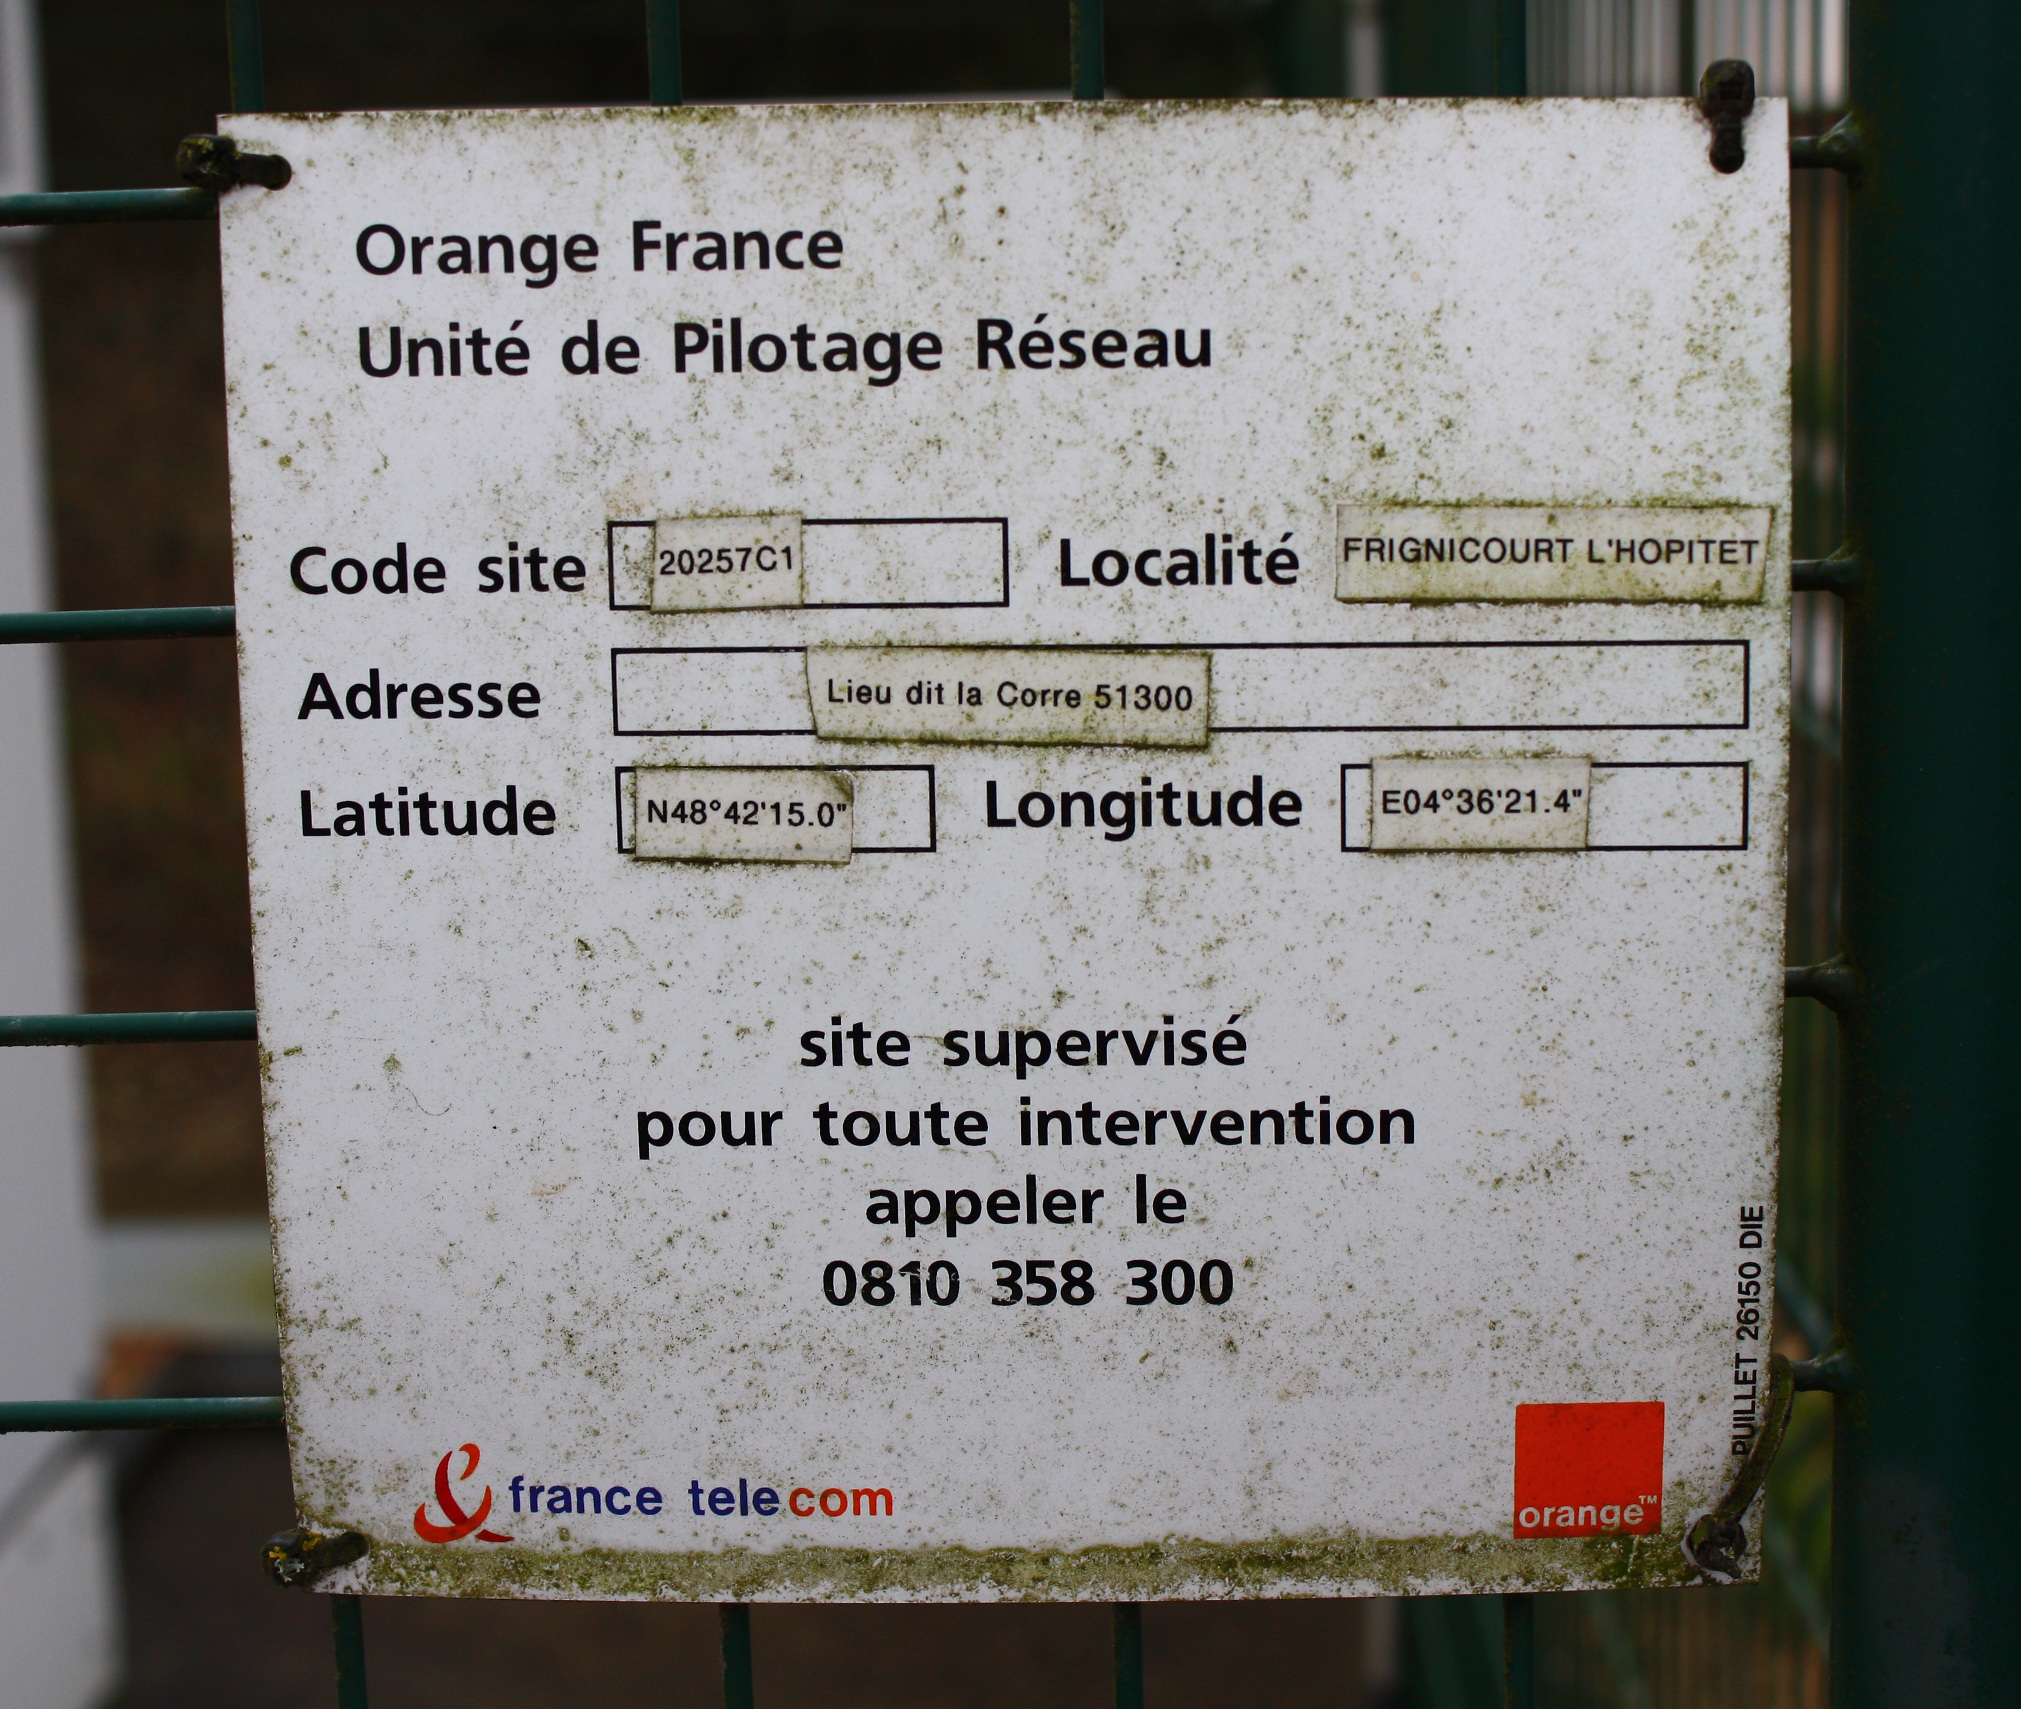 Orange France
Unité de Pilotage Réseau
Code site 20257C1 Localité FRIGNICOURT L'HOPITET
Adresse Lieu dit la Corre 51300
Latitude N48°42'15.0" Longitude E04°36'21.4"
site supervisé
pour toute intervention
appeler le
0810 358 300
PUILLET 26150 DIE
& france telecom
orange™